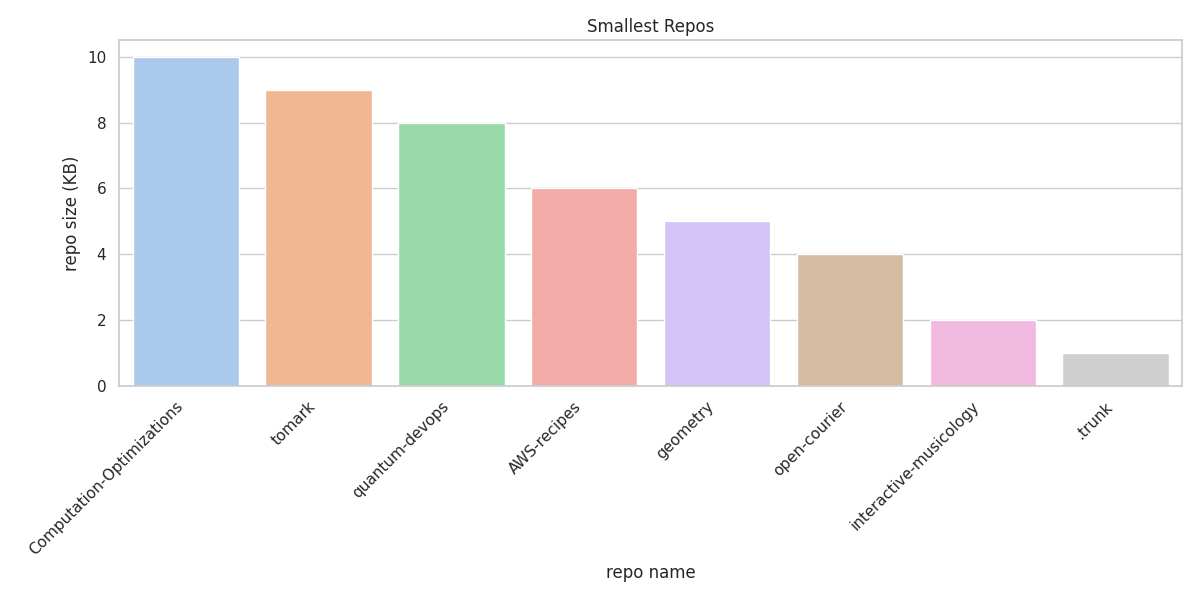 Smallest Repos
repo size (KB)
10
8
6
4
2
0
Computation-Optimizations
tomark
quantum-devops
AWS-recipes
geometry
open-courier
interactive-musicology
.trunk
repo name